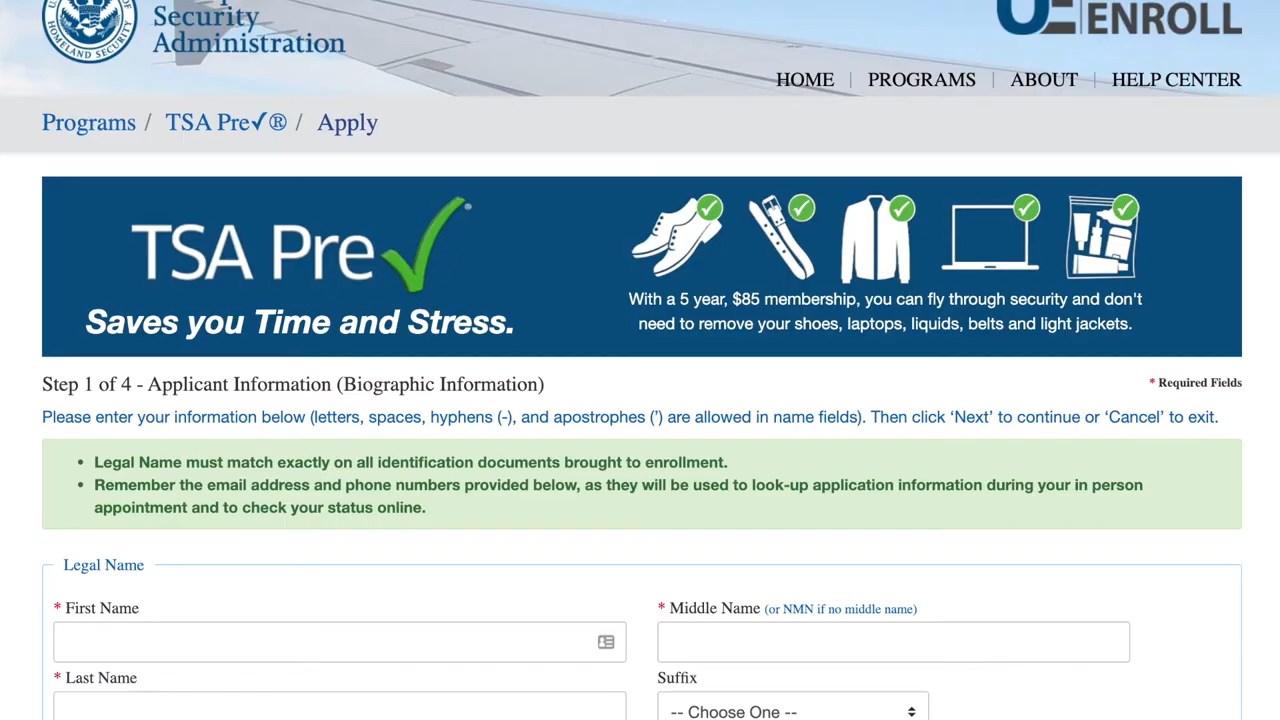 Security
Administration
HOMELAND SECURITY
ENROLL
HOME | PROGRAMS | ABOUT | HELP CENTER
Programs / TSA Pre✓® / Apply
TSA Pre✓®
Saves you Time and Stress.
With a 5 year, $85 membership, you can fly through security and don't
need to remove your shoes, laptops, liquids, belts and light jackets.
Step 1 of 4 - Applicant Information (Biographic Information)
* Required Fields
Please enter your information below (letters, spaces, hyphens (-), and apostrophes (’) are allowed in name fields). Then click ‘Next’ to continue or ‘Cancel’ to exit.
• Legal Name must match exactly on all identification documents brought to enrollment.
• Remember the email address and phone numbers provided below, as they will be used to look-up application information during your in person
appointment and to check your status online.
Legal Name
* First Name
* Middle Name (or NMN if no middle name)
* Last Name
Suffix
-- Choose One --